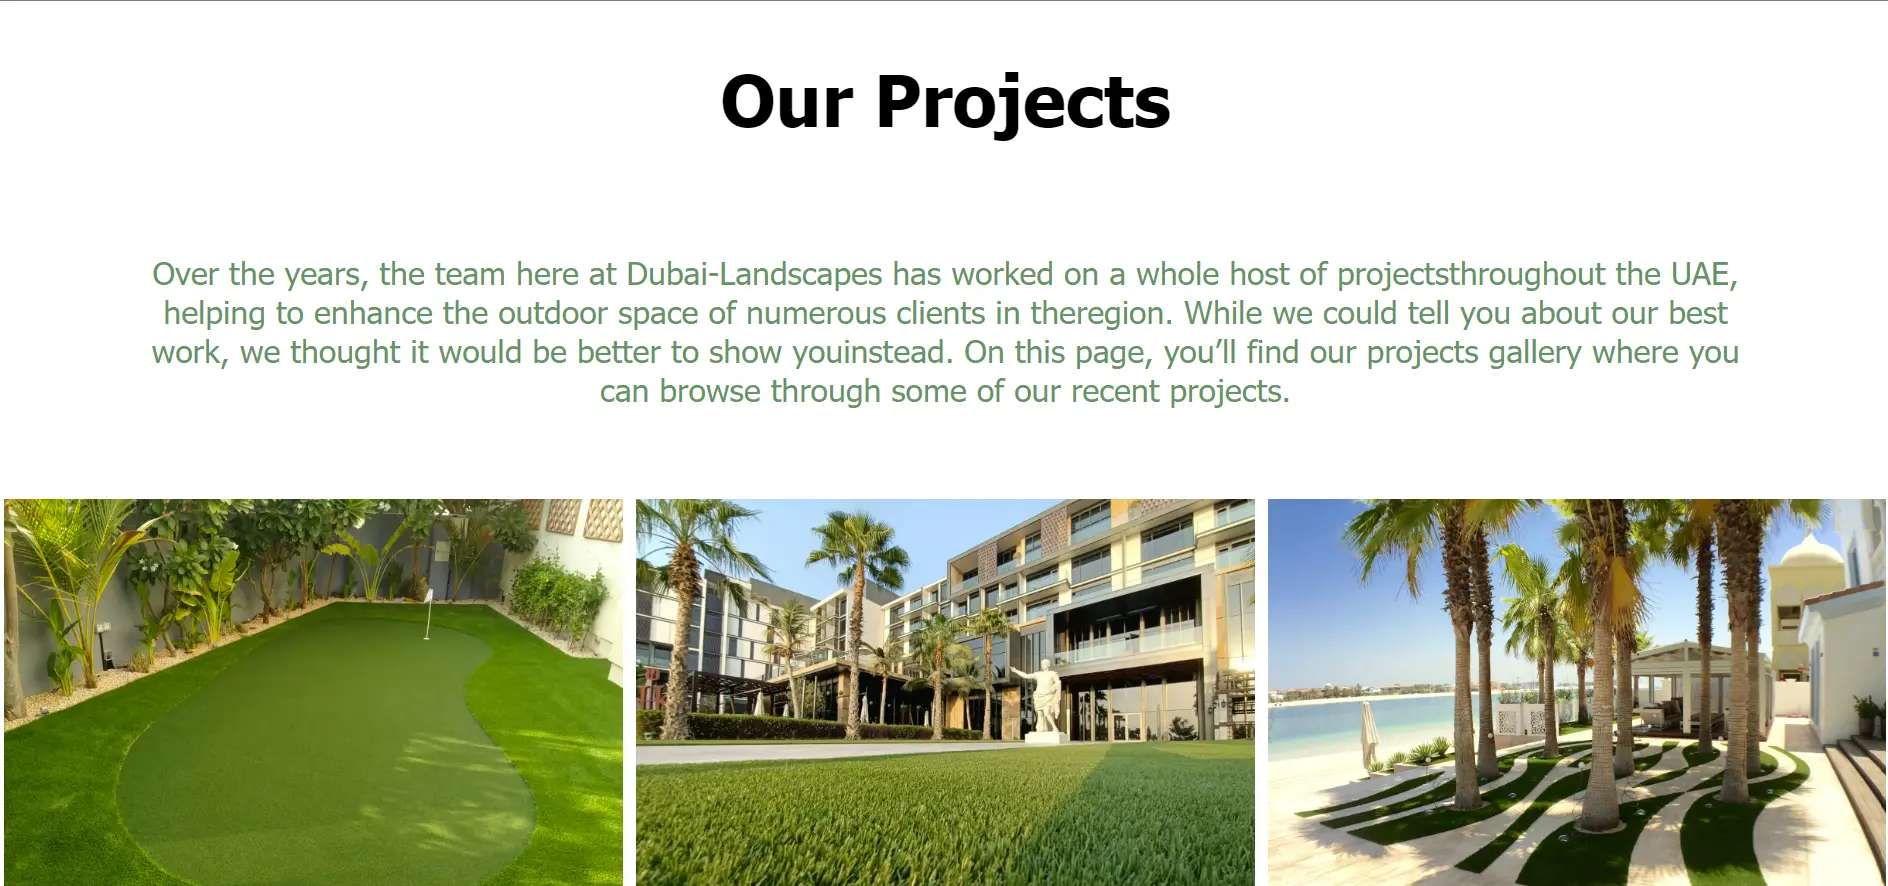 Our Projects
Over the years, the team here at Dubai-Landscapes has worked on a whole host of projectsthroughout the UAE,
helping to enhance the outdoor space of numerous clients in theregion. While we could tell you about our best
work, we thought it would be better to show youinstead. On this page, you’ll find our projects gallery where you
can browse through some of our recent projects.